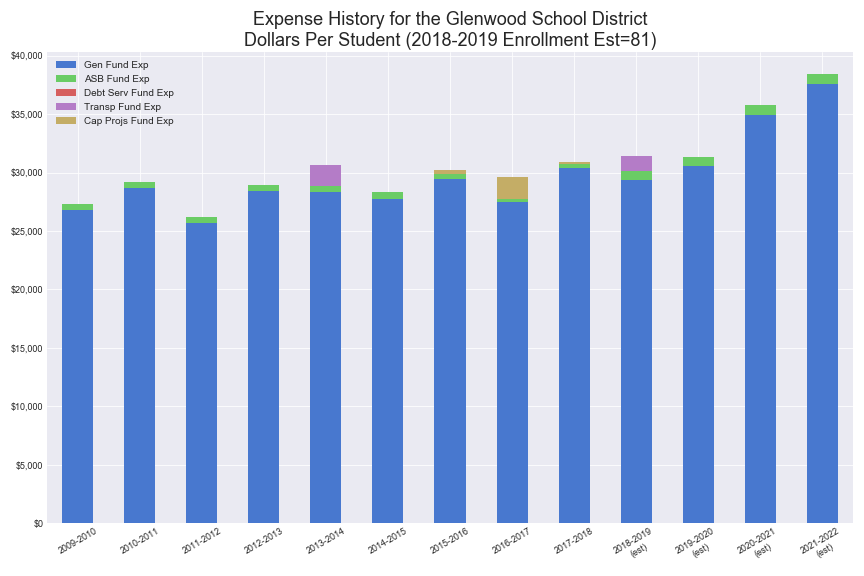 Expense History for the Glenwood School District
Dollars Per Student (2018-2019 Enrollment Est=81)
Gen Fund Exp
ASB Fund Exp
Debt Serv Fund Exp
Transp Fund Exp
Cap Projs Fund Exp
$40,000
$35,000
$30,000
$25,000
$20,000
$15,000
$10,000
$5,000
$0
2009-2010
2010-2011
2011-2012
2012-2013
2013-2014
2014-2015
2015-2016
2016-2017
2017-2018
2018-2019
(est)
2019-2020
(est)
2020-2021
(est)
2021-2022
(est)